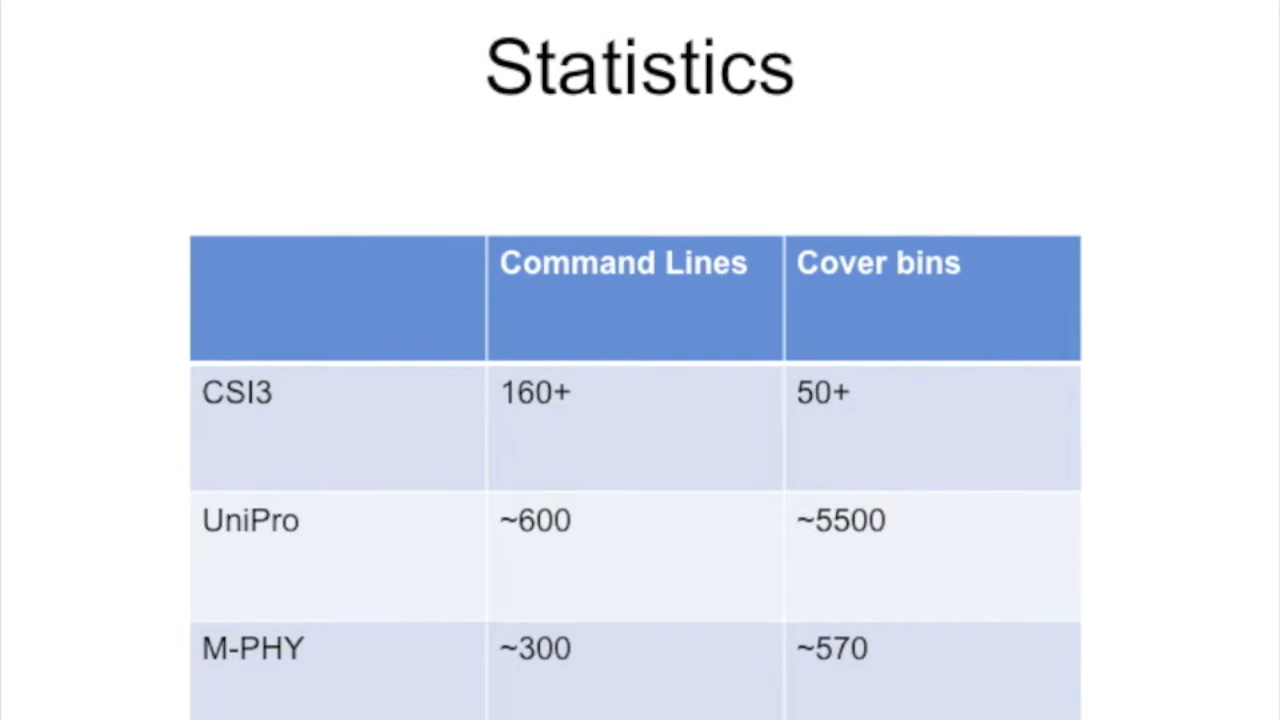 Statistics
Command Lines Cover bins
CSI3 160+ 50+
UniPro ~600 ~5500
M-PHY ~300 ~570